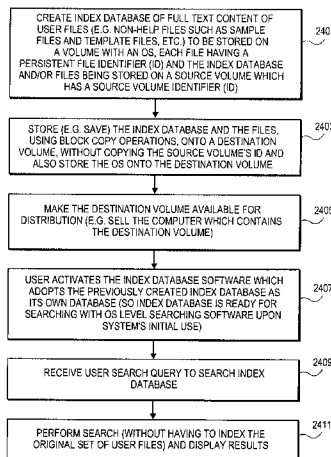 CREATE INDEX DATABASE OF FULL TEXT CONTENT OF
USER FILES (E.G. NON-HELP FILES SUCH AS SAMPLE
FILES AND TEMPLATE FILES, ETC.) TO BE STORED ON
A VOLUME WITH AN OS, EACH FILE HAVING A
PERSISTENT FILE IDENTIFIER (ID) AND THE INDEX DATABASE
AND/OR FILES BEING STORED ON A SOURCE VOLUME WHICH
HAS A SOURCE VOLUME IDENTIFIER (ID)
240
STORE (E.G. SAVE) THE INDEX DATABASE AND THE FILES,
USING BLOCK COPY OPERATIONS, ONTO A DESTINATION
VOLUME, WITHOUT COPYING THE SOURCE VOLUME'S ID AND
ALSO STORE THE OS ONTO THE DESTINATION VOLUME
2403
MAKE THE DESTINATION VOLUME AVAILABLE FOR
DISTRIBUTION (E.G. SELL THE COMPUTER WHICH CONTAINS
THE DESTINATION VOLUME)
2405
USER ACTIVATES THE INDEX DATABASE SOFTWARE WHICH
ADOPTS THE PREVIOUSLY CREATED INDEX DATABASE AS
ITS OWN DATABASE (SO INDEX DATABASE IS READY FOR
SEARCHING WITH OS LEVEL SEARCHING SOFTWARE UPON
SYSTEM'S INITIAL USE)
2407
RECEIVE USER SEARCH QUERY TO SEARCH INDEX
DATABASE
2409
PERFORM SEARCH (WITHOUT HAVING TO INDEX THE
ORIGINAL SET OF USER FILES) AND DISPLAY RESULTS
2411